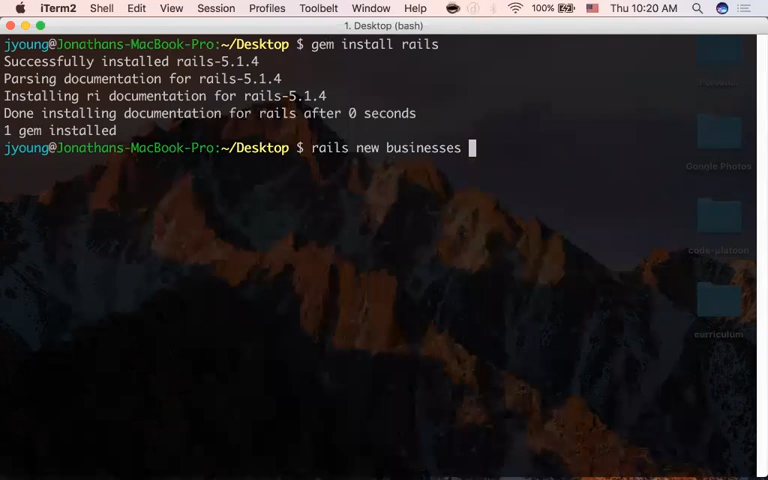 iTerm2 Shell Edit View Session Profiles Toolbelt Window Help 100% Thu 10:20 AM
1. Desktop (bash)
jyoung@Jonathans-MacBook-Pro:~/Desktop $ gem install rails
Successfully installed rails-5.1.4
Parsing documentation for rails-5.1.4
Installing ri documentation for rails-5.1.4
Done installing documentation for rails after 0 seconds
1 gem installed
jyoung@Jonathans-MacBook-Pro:~/Desktop $ rails new businesses
Google Photos
code-platoon
curriculum